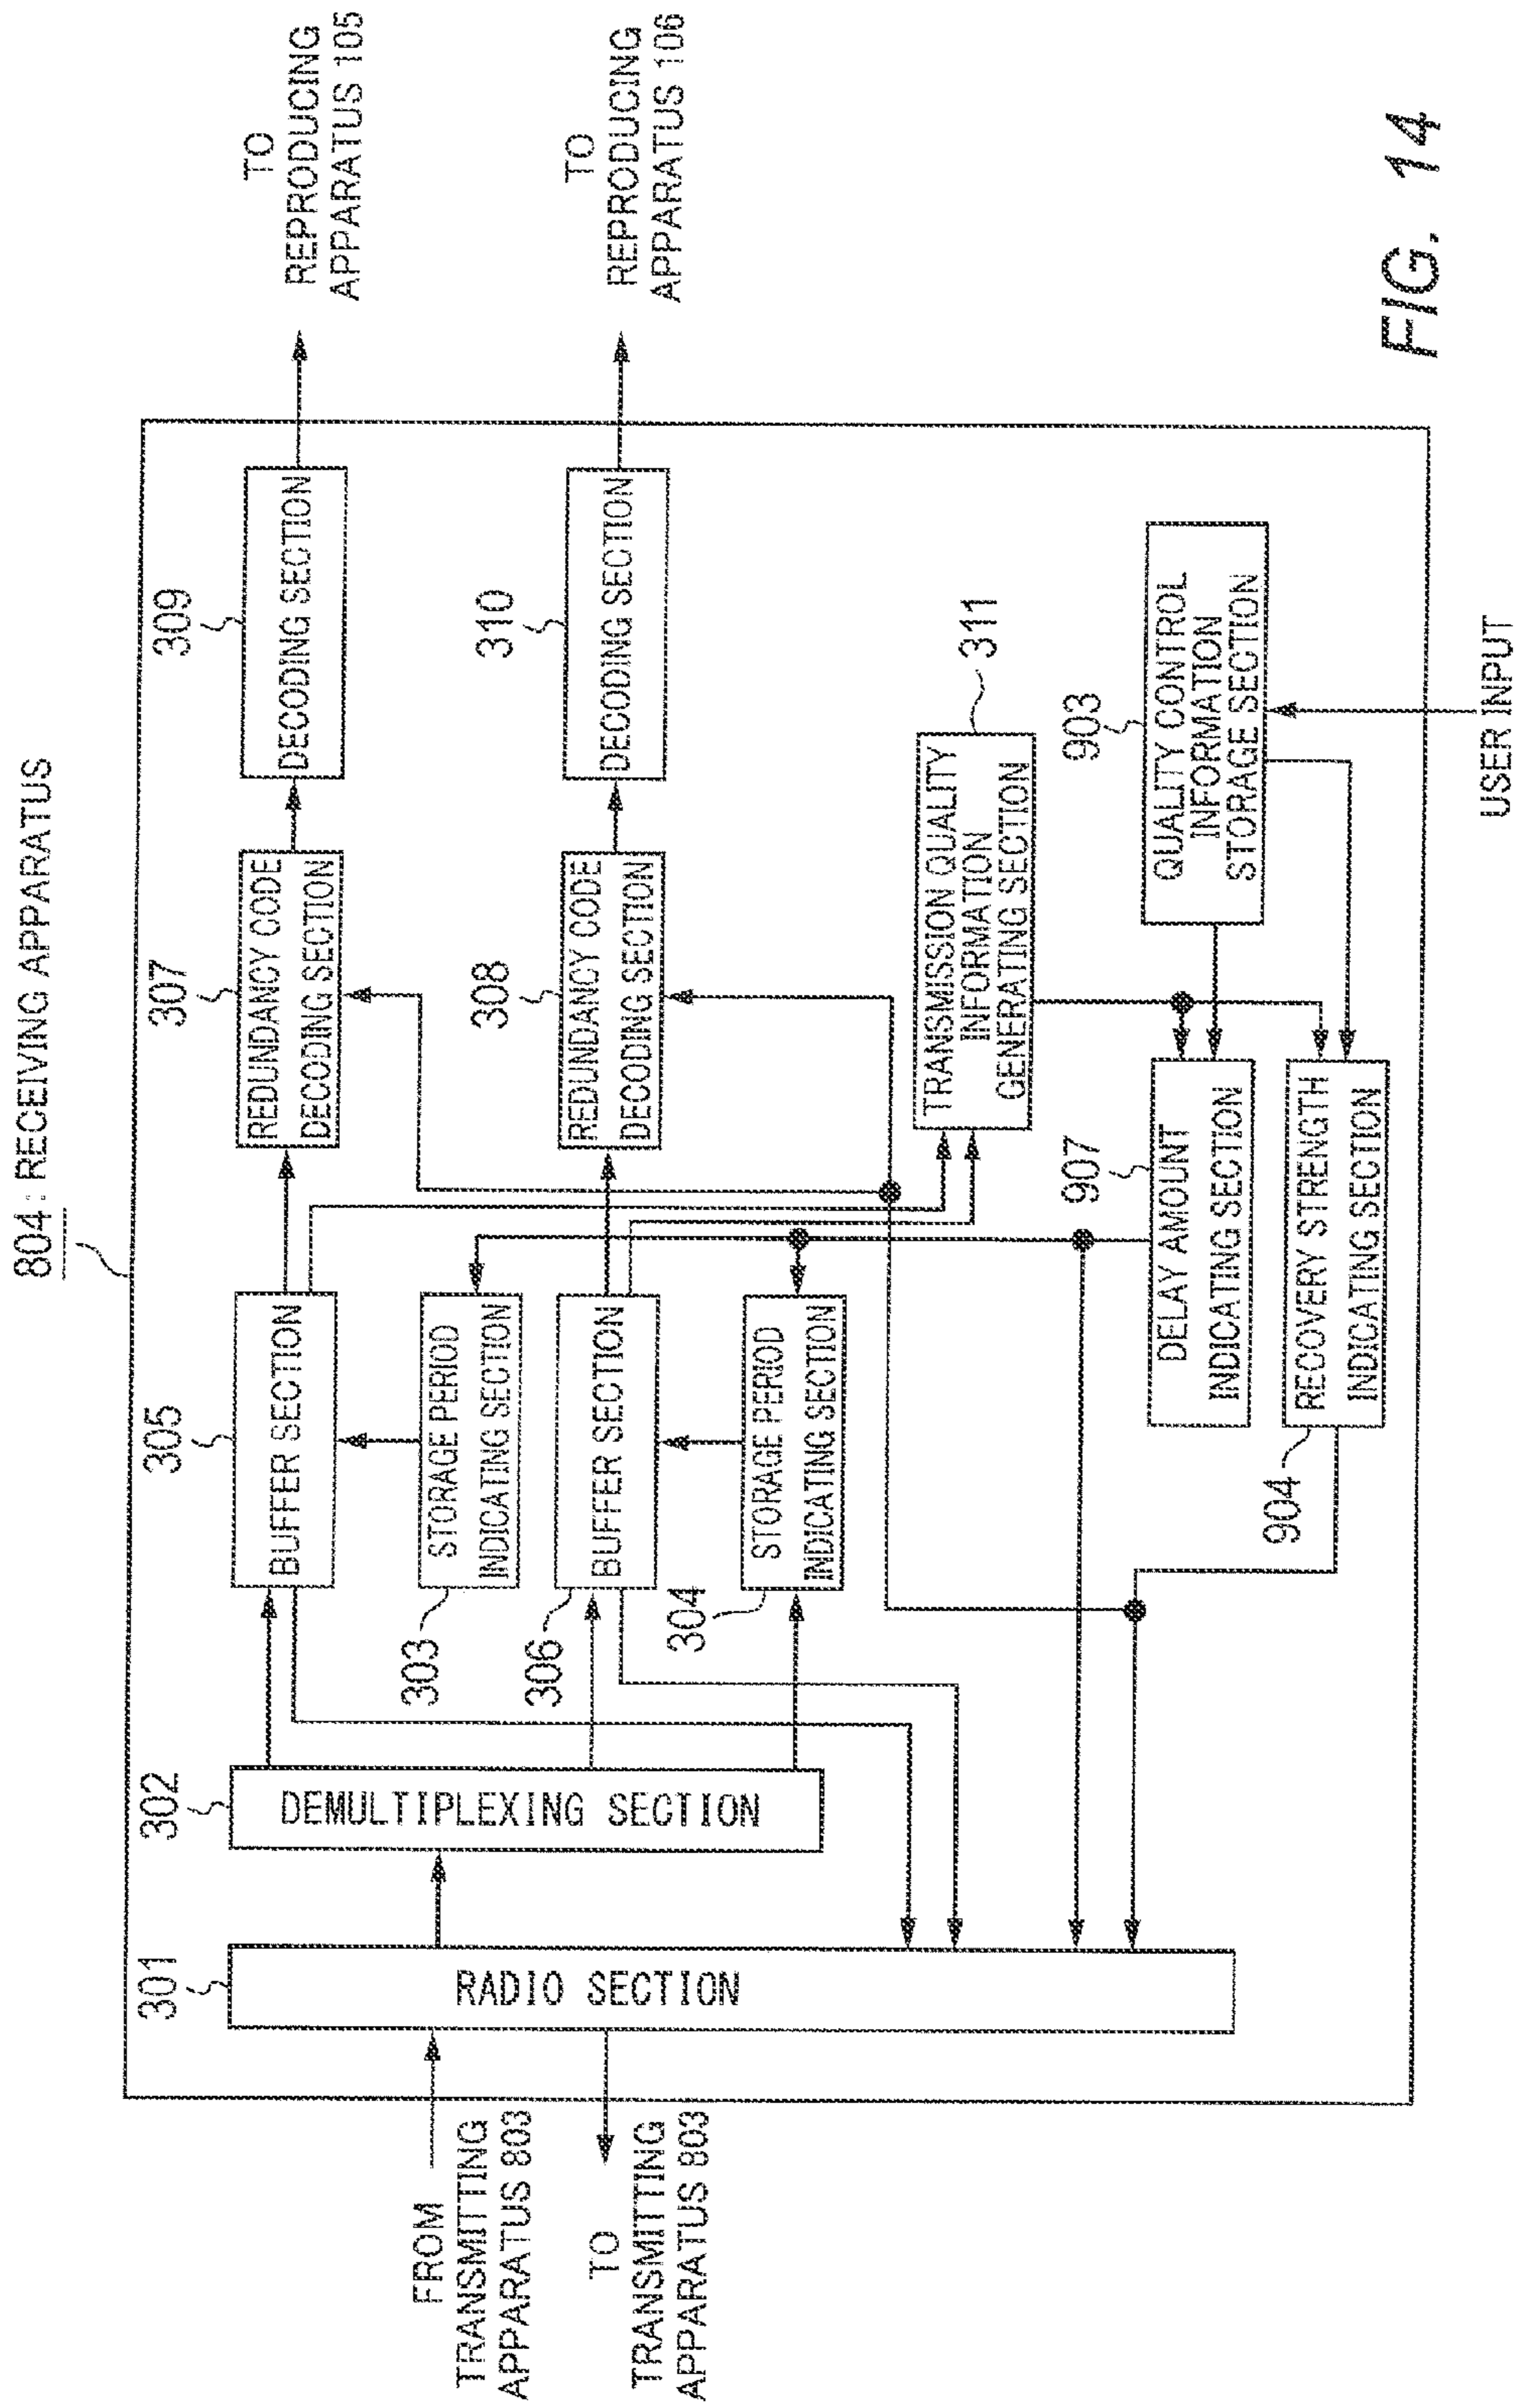 804 : RECEIVING APPARATUS
301
RADIO SECTION
FROM
TRANSMITTING
APPARATUS 803
TO
TRANSMITTING
APPARATUS 803
302
DEMULTIPLEXING SECTION
305
BUFFER SECTION
303
STORAGE PERIOD
INDICATING SECTION
306
BUFFER SECTION
304
STORAGE PERIOD
INDICATING SECTION
307
REDUNDANCY CODE
DECODING SECTION
308
REDUNDANCY CODE
DECODING SECTION
309
DECODING SECTION
310
DECODING SECTION
TO
REPRODUCING
APPARATUS 105
TO
REPRODUCING
APPARATUS 106
311
TRANSMISSION QUALITY
INFORMATION
GENERATING SECTION
903
QUALITY CONTROL
INFORMATION
STORAGE SECTION
907
DELAY AMOUNT
INDICATING SECTION
904
RECOVERY STRENGTH
INDICATING SECTION
USER INPUT
FIG. 14